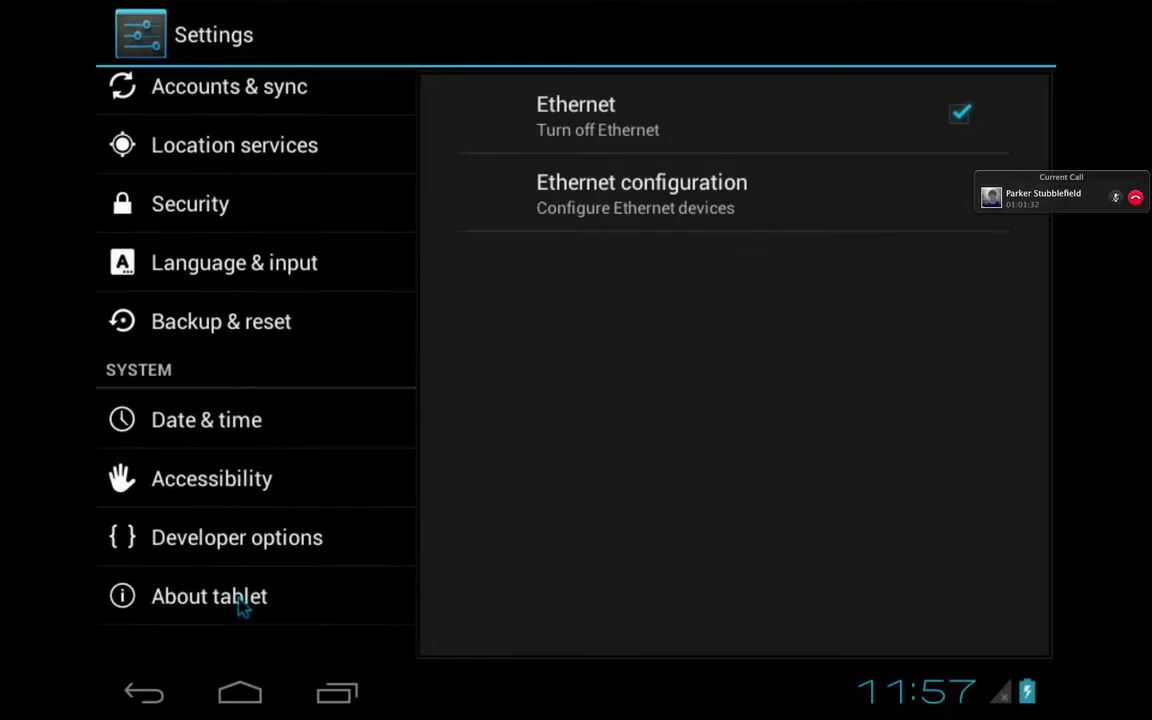 Settings
Accounts & sync
Location services
Security
Language & input
Backup & reset
SYSTEM
Date & time
Accessibility
Developer options
About tablet
Ethernet
Turn off Ethernet
Ethernet configuration
Configure Ethernet devices
Current Call
Parker Stubblefield
01:01:32
11:57